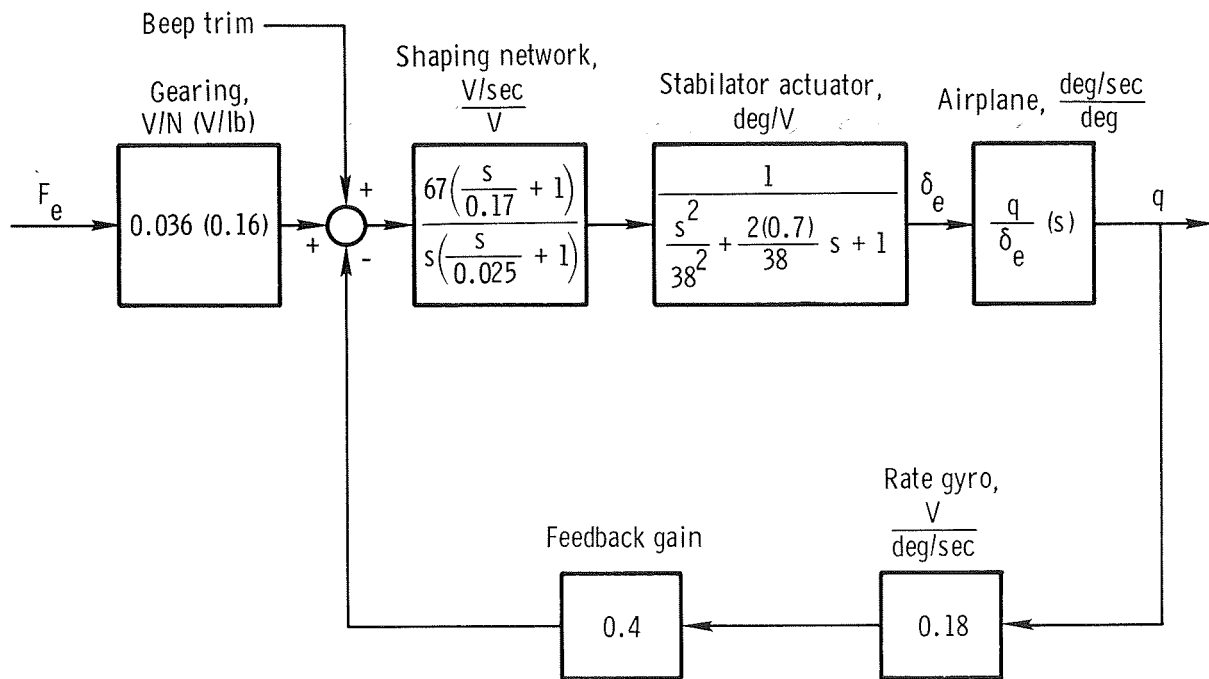 Beep trim
Shaping network,
V/sec
V
Gearing,
V/N (V/lb)
Stabilator actuator,
deg/V
Airplane, deg/sec
deg
F_e
0.036 (0.16)
+
+
-
67(s/0.17 + 1)
s(s/0.025 + 1)
1
s^2/38^2 + 2(0.7)/38 s + 1
δ_e
q/δ_e (s)
q
Feedback gain
0.4
Rate gyro,
V
deg/sec
0.18